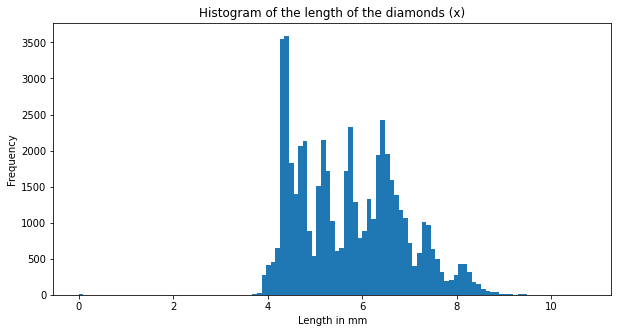 Histogram of the length of the diamonds (x)
Frequency
3500
3000
2500
2000
1500
1000
500
0
0 2 4 6 8 10
Length in mm